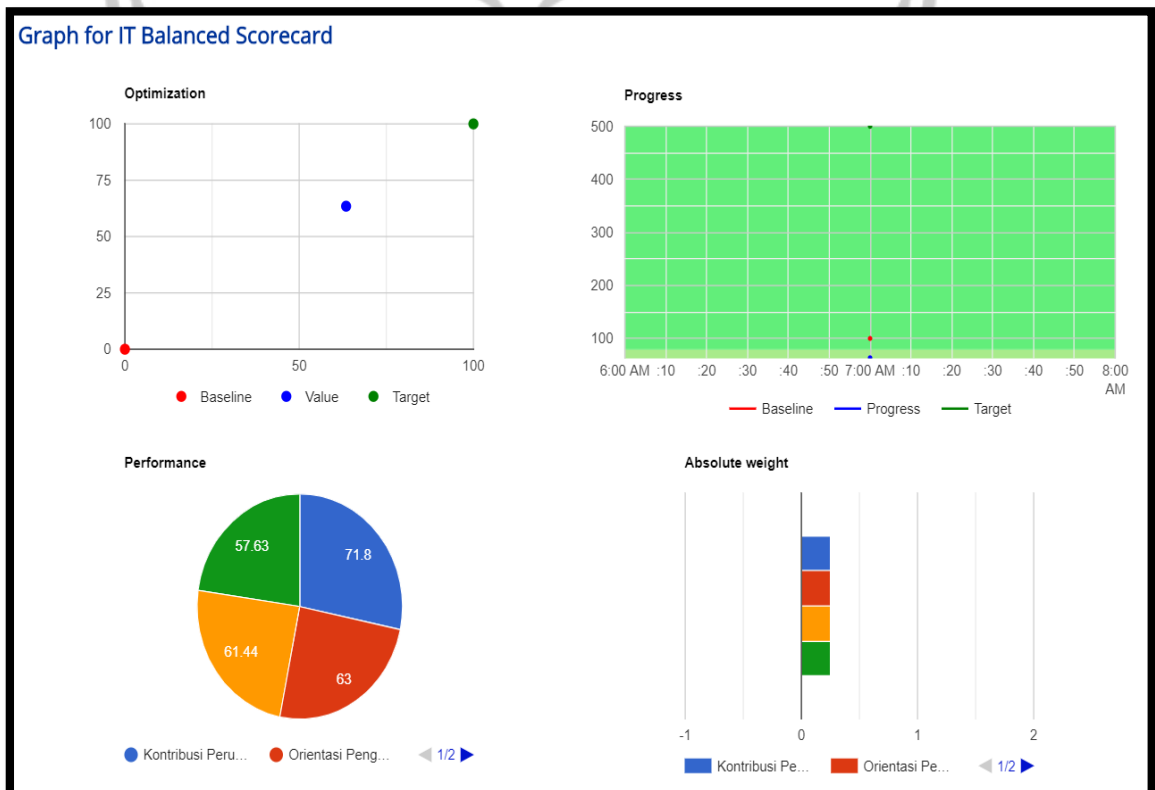 Graph for IT Balanced Scorecard
Optimization
100
75
50
25
0
0 50 100
Baseline Value Target
Progress
500
400
300
200
100
6:00 AM :10 :20 :30 :40 :50 7:00 AM :10 :20 :30 :40 :50 8:00
AM
Baseline Progress Target
Performance
57.63
71.8
61.44
63
Kontribusi Peru... Orientasi Peng... 1/2
Absolute weight
-1 0 1 2
Kontribusi Pe... Orientasi Pe... 1/2